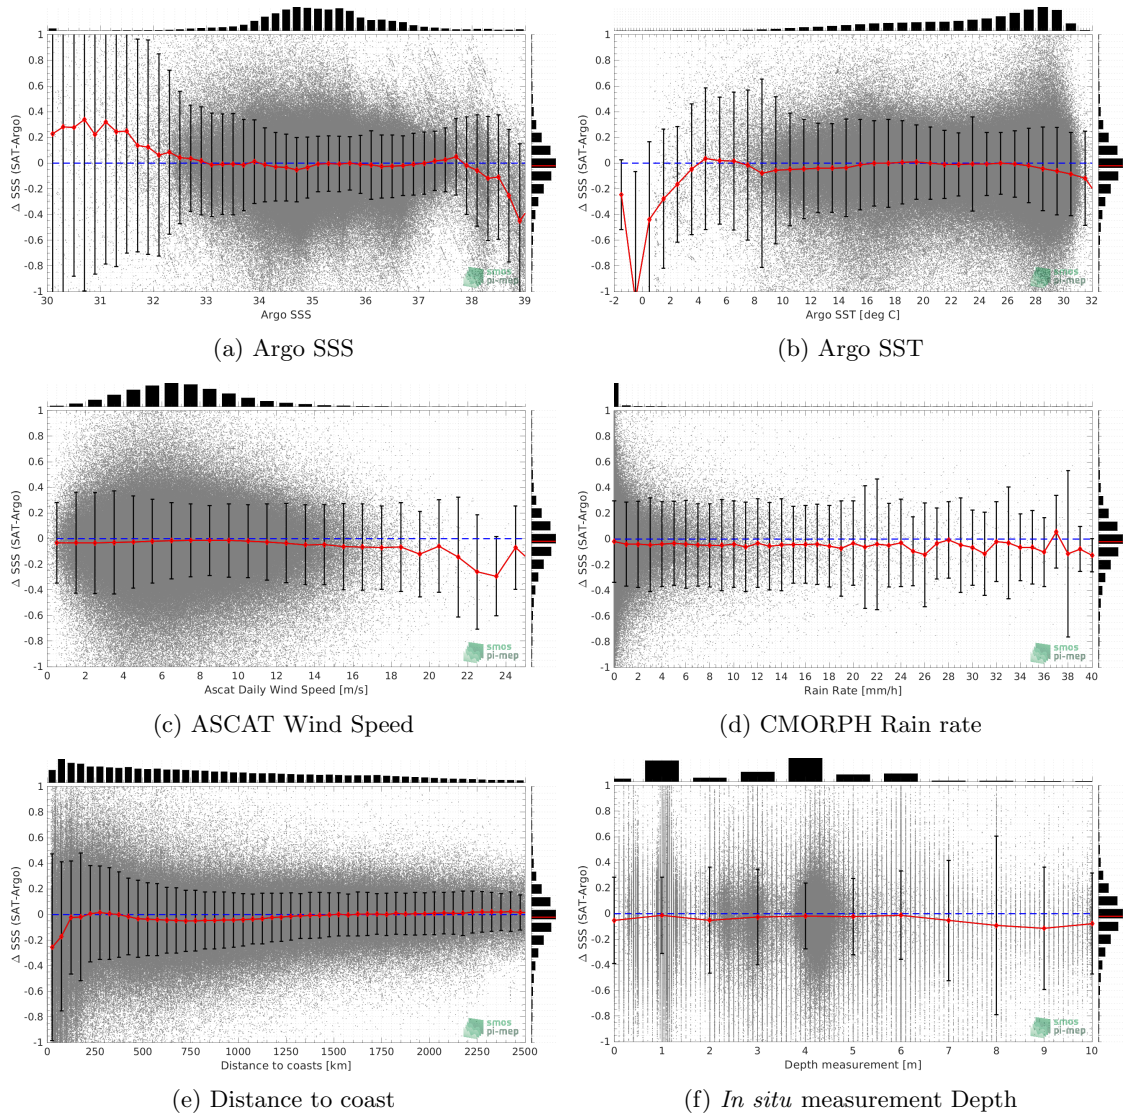 1
0.8
0.6
0.4
0.2
0
-0.2
-0.4
-0.6
-0.8
-1
Δ SSS (SAT-Argo)
smos
pi-mep
30 31 32 33 34 35 36 37 38 39
Argo SSS
(a) Argo SSS
1
0.8
0.6
0.4
0.2
0
-0.2
-0.4
-0.6
-0.8
-1
Δ SSS (SAT-Argo)
smos
pi-mep
-2 0 2 4 6 8 10 12 14 16 18 20 22 24 26 28 30 32
Argo SST [deg C]
(b) Argo SST
1
0.8
0.6
0.4
0.2
0
-0.2
-0.4
-0.6
-0.8
-1
Δ SSS (SAT-Argo)
smos
pi-mep
0 2 4 6 8 10 12 14 16 18 20 22 24
Ascat Daily Wind Speed [m/s]
(c) ASCAT Wind Speed
1
0.8
0.6
0.4
0.2
0
-0.2
-0.4
-0.6
-0.8
-1
Δ SSS (SAT-Argo)
smos
pi-mep
0 2 4 6 8 10 12 14 16 18 20 22 24 26 28 30 32 34 36 38 40
Rain Rate [mm/h]
(d) CMORPH Rain rate
1
0.8
0.6
0.4
0.2
0
-0.2
-0.4
-0.6
-0.8
-1
Δ SSS (SAT-Argo)
smos
pi-mep
0 250 500 750 1000 1250 1500 1750 2000 2250 2500
Distance to coasts [km]
(e) Distance to coast
1
0.8
0.6
0.4
0.2
0
-0.2
-0.4
-0.6
-0.8
-1
Δ SSS (SAT-Argo)
smos
pi-mep
0 1 2 3 4 5 6 7 8 9 10
Depth measurement [m]
(f) In situ measurement Depth